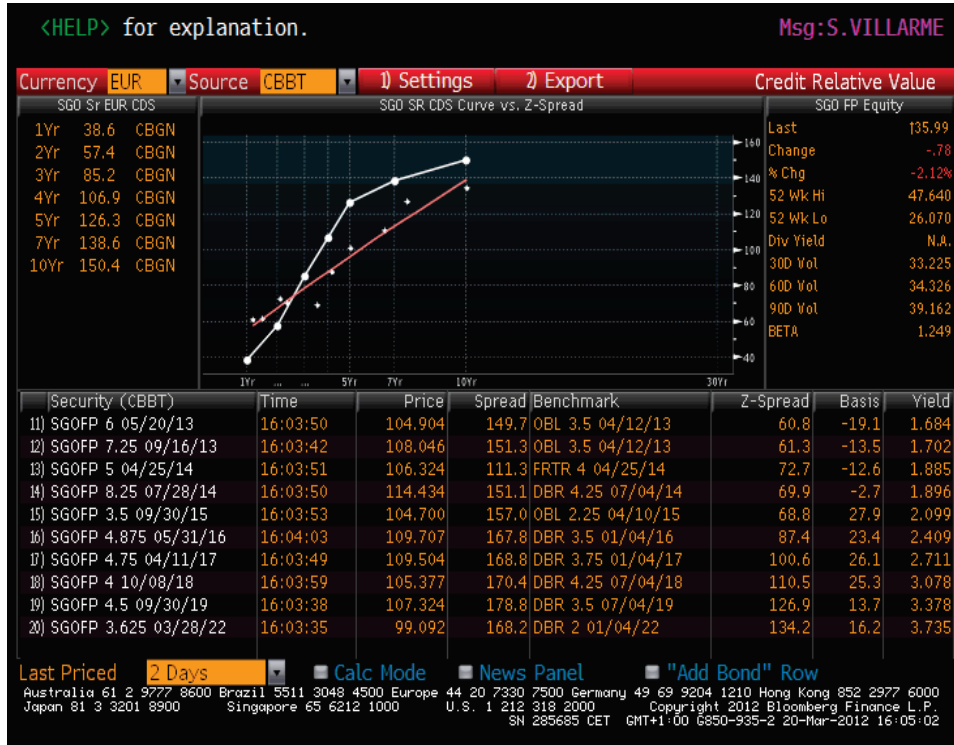 <HELP> for explanation. Msg:S.VILLARME
Currency EUR Source CBBT 1) Settings 2) Export Credit Relative Value
SGO Sr EUR CDS SGO SR CDS Curve vs. Z-Spread SGO FP Equity
1Yr 38.6 CBGN
2Yr 57.4 CBGN
3Yr 85.2 CBGN
4Yr 106.9 CBGN
5Yr 126.3 CBGN
7Yr 138.6 CBGN
10Yr 150.4 CBGN
160
140
120
100
80
60
40
1Yr ... ... 5Yr 7Yr 10Yr 30Yr
Last ↑35.99
Change -.78
% Chg -2.12%
52 Wk Hi 47.640
52 Wk Lo 26.070
Div Yield N.A.
30D Vol 33.225
60D Vol 34.326
90D Vol 39.162
BETA 1.249
Security (CBBT) Time Price Spread Benchmark Z-Spread Basis Yield
11) SGOFP 6 05/20/13 16:03:50 104.904 149.7 OBL 3.5 04/12/13 60.8 -19.1 1.684
12) SGOFP 7.25 09/16/13 16:03:42 108.046 151.3 OBL 3.5 04/12/13 61.3 -13.5 1.702
13) SGOFP 5 04/25/14 16:03:51 106.324 111.3 FRTR 4 04/25/14 72.7 -12.6 1.885
14) SGOFP 8.25 07/28/14 16:03:50 114.434 151.1 DBR 4.25 07/04/14 69.9 -2.7 1.896
15) SGOFP 3.5 09/30/15 16:03:53 104.700 157.0 OBL 2.25 04/10/15 68.8 27.9 2.099
16) SGOFP 4.875 05/31/16 16:04:03 109.707 167.8 DBR 3.5 01/04/16 87.4 23.4 2.409
17) SGOFP 4.75 04/11/17 16:03:49 109.504 168.8 DBR 3.75 01/04/17 100.6 26.1 2.711
18) SGOFP 4 10/08/18 16:03:59 105.377 170.4 DBR 4.25 07/04/18 110.5 25.3 3.078
19) SGOFP 4.5 09/30/19 16:03:38 107.324 178.8 DBR 3.5 07/04/19 126.9 13.7 3.378
20) SGOFP 3.625 03/28/22 16:03:35 99.092 168.2 DBR 2 01/04/22 134.2 16.2 3.735
Last Priced 2 Days Calc Mode News Panel "Add Bond" Row
Australia 61 2 9777 8600 Brazil 5511 3048 4500 Europe 44 20 7330 7500 Germany 49 69 9204 1210 Hong Kong 852 2977 6000
Japan 81 3 3201 8900 Singapore 65 6212 1000 U.S. 1 212 318 2000 Copyright 2012 Bloomberg Finance L.P.
SN 285685 CET GMT+1:00 G850-935-2 20-Mar-2012 16:05:02